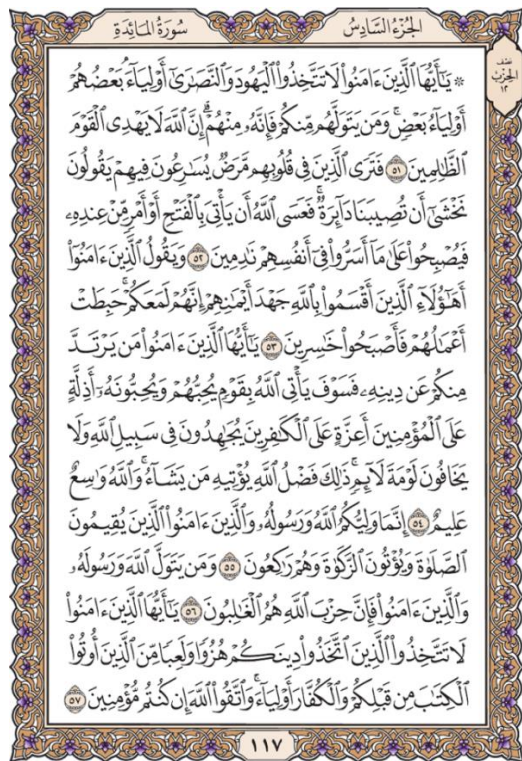 الجُزْءُ السَّادِسُ
سُورَةُ المَائِدَةِ
نصف
الحزب
١٢
۞ يَٰٓأَيُّهَا ٱلَّذِينَ ءَامَنُوا۟ لَا تَتَّخِذُوا۟ ٱلْيَهُودَ وَٱلنَّصَٰرَىٰٓ أَوْلِيَآءَۘ بَعْضُهُمْ
أَوْلِيَآءُ بَعْضٍۚ وَمَن يَتَوَلَّهُم مِّنكُمْ فَإِنَّهُۥ مِنْهُمْۗ إِنَّ ٱللَّهَ لَا يَهْدِى ٱلْقَوْمَ
ٱلظَّٰلِمِينَ ٥١ فَتَرَى ٱلَّذِينَ فِى قُلُوبِهِم مَّرَضٌ يُسَٰرِعُونَ فِيهِمْ يَقُولُونَ
نَخْشَىٰٓ أَن تُصِيبَنَا دَآئِرَةٌۚ فَعَسَى ٱللَّهُ أَن يَأْتِىَ بِٱلْفَتْحِ أَوْ أَمْرٍ مِّنْ عِندِهِۦ
فَيُصْبِحُوا۟ عَلَىٰ مَآ أَسَرُّوا۟ فِىٓ أَنفُسِهِمْ نَٰدِمِينَ ٥٢ وَيَقُولُ ٱلَّذِينَ ءَامَنُوٓا۟
أَهَٰٓؤُلَآءِ ٱلَّذِينَ أَقْسَمُوا۟ بِٱللَّهِ جَهْدَ أَيْمَٰنِهِمْ إِنَّهُمْ لَمَعَكُمْۚ حَبِطَتْ
أَعْمَٰلُهُمْ فَأَصْبَحُوا۟ خَٰسِرِينَ ٥٣ يَٰٓأَيُّهَا ٱلَّذِينَ ءَامَنُوا۟ مَن يَرْتَدَّ
مِنكُمْ عَن دِينِهِۦ فَسَوْفَ يَأْتِى ٱللَّهُ بِقَوْمٍ يُحِبُّهُمْ وَيُحِبُّونَهُۥٓ أَذِلَّةٍ
عَلَى ٱلْمُؤْمِنِينَ أَعِزَّةٍ عَلَى ٱلْكَٰفِرِينَ يُجَٰهِدُونَ فِى سَبِيلِ ٱللَّهِ وَلَا
يَخَافُونَ لَوْمَةَ لَآئِمٍۚ ذَٰلِكَ فَضْلُ ٱللَّهِ يُؤْتِيهِ مَن يَشَآءُۚ وَٱللَّهُ وَٰسِعٌ
عَلِيمٌ ٥٤ إِنَّمَا وَلِيُّكُمُ ٱللَّهُ وَرَسُولُهُۥ وَٱلَّذِينَ ءَامَنُوا۟ ٱلَّذِينَ يُقِيمُونَ
ٱلصَّلَوٰةَ وَيُؤْتُونَ ٱلزَّكَوٰةَ وَهُمْ رَٰكِعُونَ ٥٥ وَمَن يَتَوَلَّ ٱللَّهَ وَرَسُولَهُۥ
وَٱلَّذِينَ ءَامَنُوا۟ فَإِنَّ حِزْبَ ٱللَّهِ هُمُ ٱلْغَٰلِبُونَ ٥٦ يَٰٓأَيُّهَا ٱلَّذِينَ ءَامَنُوا۟
لَا تَتَّخِذُوا۟ ٱلَّذِينَ ٱتَّخَذُوا۟ دِينَكُمْ هُزُوًا وَلَعِبًا مِّنَ ٱلَّذِينَ أُوتُوا۟
ٱلْكِتَٰبَ مِن قَبْلِكُمْ وَٱلْكُفَّارَ أَوْلِيَآءَۚ وَٱتَّقُوا۟ ٱللَّهَ إِن كُنتُم مُّؤْمِنِينَ ٥٧
١١٧